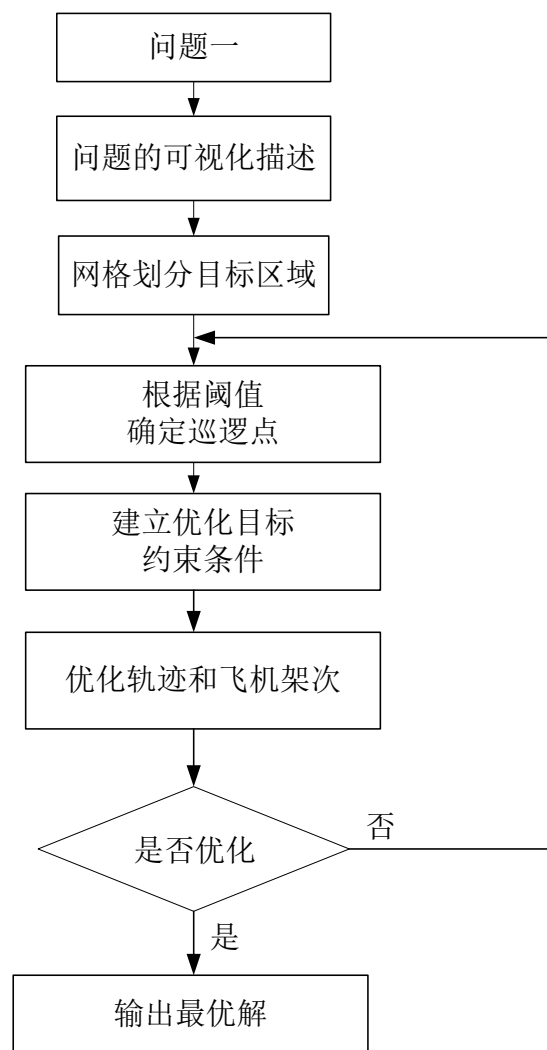 问题一
问题的可视化描述
网格划分目标区域
根据阈值
确定巡逻点
建立优化目标
约束条件
优化轨迹和飞机架次
是否优化
否
是
输出最优解